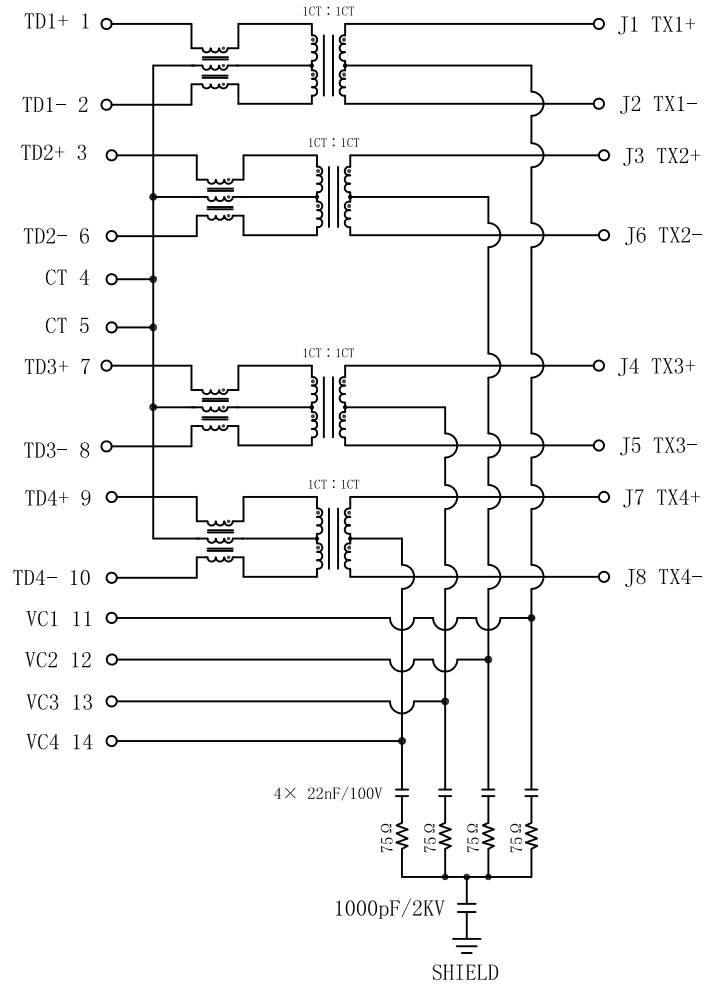 1CT : 1CT
TD1+ 1
J1 TX1+
TD1- 2
J2 TX1-
1CT : 1CT
TD2+ 3
J3 TX2+
TD2- 6
J6 TX2-
CT 4
CT 5
1CT : 1CT
TD3+ 7
J4 TX3+
TD3- 8
J5 TX3-
1CT : 1CT
TD4+ 9
J7 TX4+
TD4- 10
J8 TX4-
VC1 11
VC2 12
VC3 13
VC4 14
4× 22nF/100V
75Ω 75Ω 75Ω 75Ω
1000pF/2KV
SHIELD